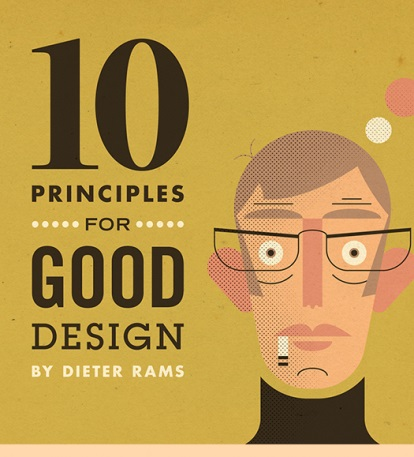 10
PRINCIPLES
FOR
GOOD
DESIGN
BY DIETER RAMS